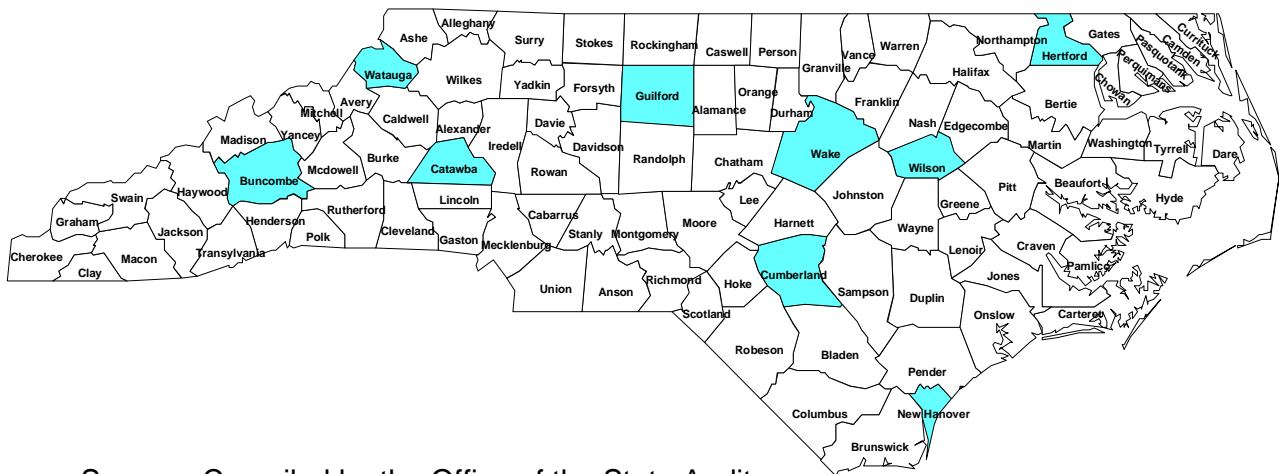 Alleghany
Ashe
Surry
Stokes
Rockingham
Caswell
Person
Vance
Warren
Northampton
Gates
Currituck
Camden
Pasquotank
Perquimans
Chowan
Hertford
Watauga
Wilkes
Yadkin
Forsyth
Guilford
Alamance
Orange
Durham
Granville
Franklin
Halifax
Bertie
Mitchell
Avery
Caldwell
Alexander
Iredell
Davie
Davidson
Randolph
Chatham
Wake
Nash
Edgecombe
Wilson
Martin
Washington
Tyrrell
Dare
Madison
Yancey
Mcdowell
Burke
Catawba
Rowan
Buncombe
Haywood
Swain
Graham
Cherokee
Clay
Macon
Jackson
Transylvania
Henderson
Polk
Rutherford
Cleveland
Lincoln
Gaston
Mecklenburg
Cabarrus
Stanly
Montgomery
Moore
Lee
Harnett
Johnston
Wayne
Greene
Pitt
Beaufort
Hyde
Lenoir
Craven
Pamlico
Jones
Carteret
Onslow
Duplin
Sampson
Cumberland
Hoke
Scotland
Richmond
Anson
Union
Robeson
Bladen
Pender
Columbus
New Hanover
Brunswick